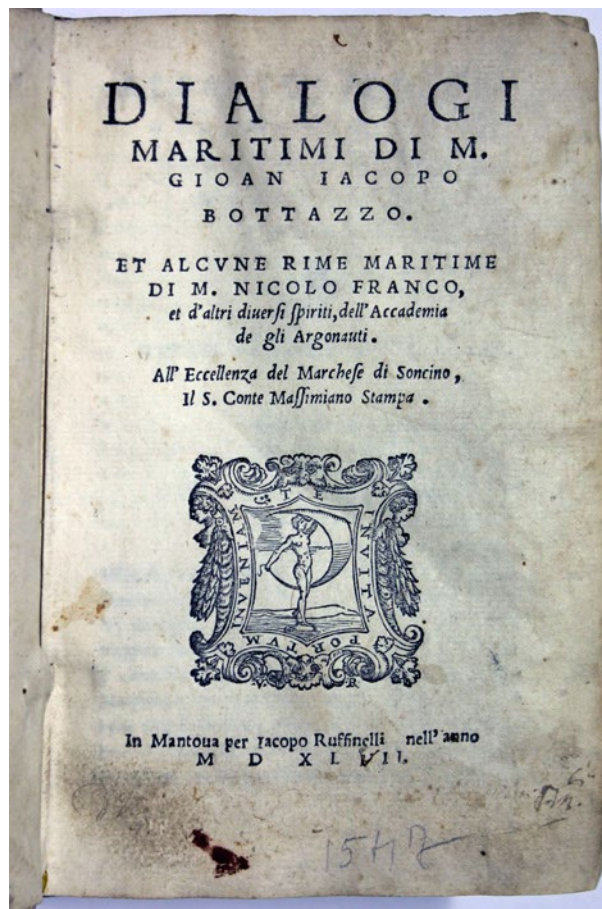 DIALOGI
MARITIMI DI M.
GIOAN IACOPO
BOTTAZZO.
ET ALCVNE RIME MARITIME
DI M. NICOLO FRANCO,
et d'altri diuersi spiriti, dell'Accademia
de gli Argonauti.
All' Eccellenza del Marchese di Soncino,
Il S. Conte Massimiano Stampa.
INVENIAM
TE INVITA
PORTVM
V. R
In Mantoua per Iacopo Ruffinelli nell'anno
M D XLVII.
1547